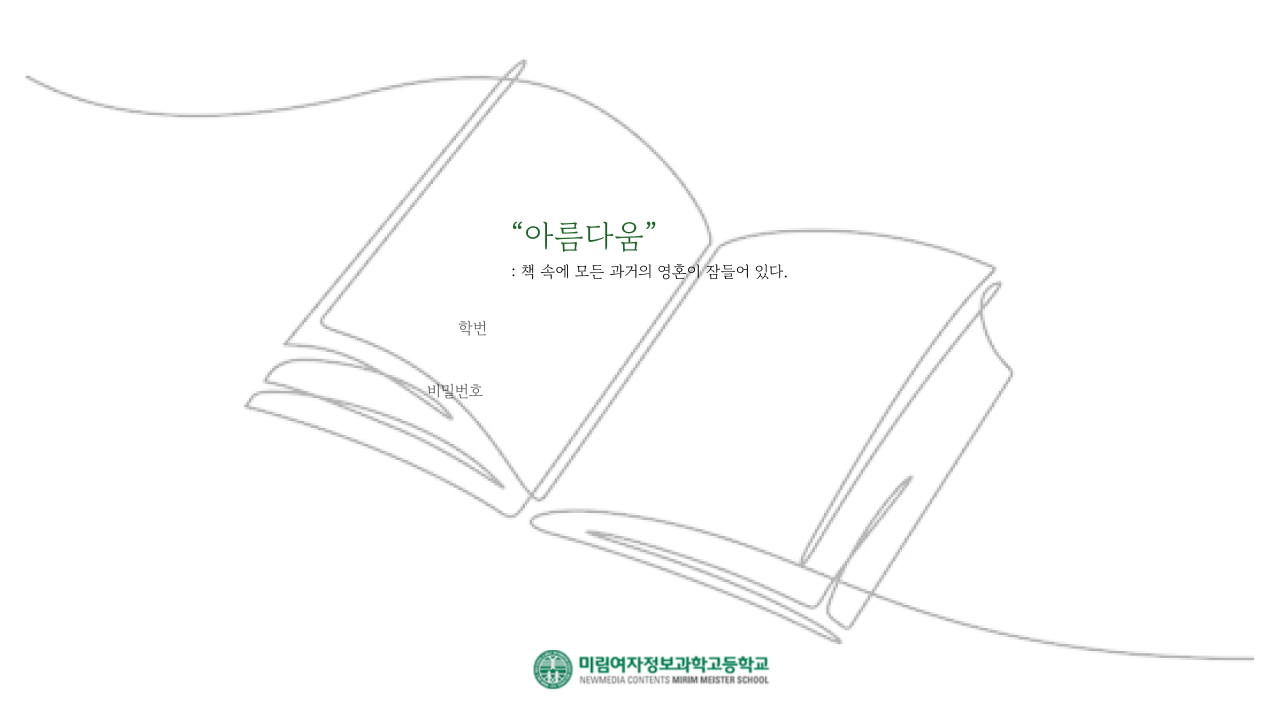 “아름다움”
: 책 속에 모든 과거의 영혼이 잠들어 있다.
학번
비밀번호
미림여자정보과학고등학교
NEWMEDIA CONTENTS MIRIM MEISTER SCHOOL